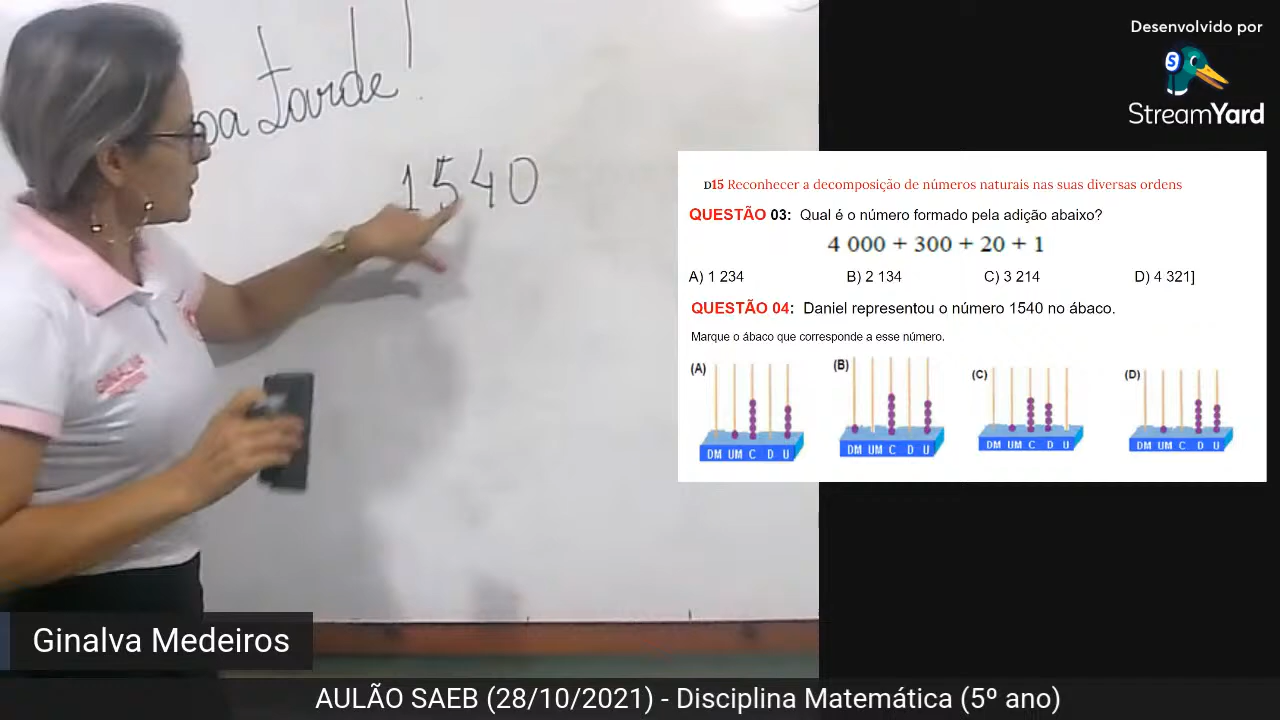 oa tarde!
1540
Desenvolvido por
S
StreamYard
D15 Reconhecer a decomposição de números naturais nas suas diversas ordens
QUESTÃO 03: Qual é o número formado pela adição abaixo?
4 000 + 300 + 20 + 1
A) 1 234 B) 2 134 C) 3 214 D) 4 321]
QUESTÃO 04: Daniel representou o número 1540 no ábaco.
Marque o ábaco que corresponde a esse número.
(A) (B) (C) (D)
DM UM C D U DM UM C D U DM UM C D U DM UM C D U
Ginalva Medeiros
AULÃO SAEB (28/10/2021) - Disciplina Matemática (5º ano)